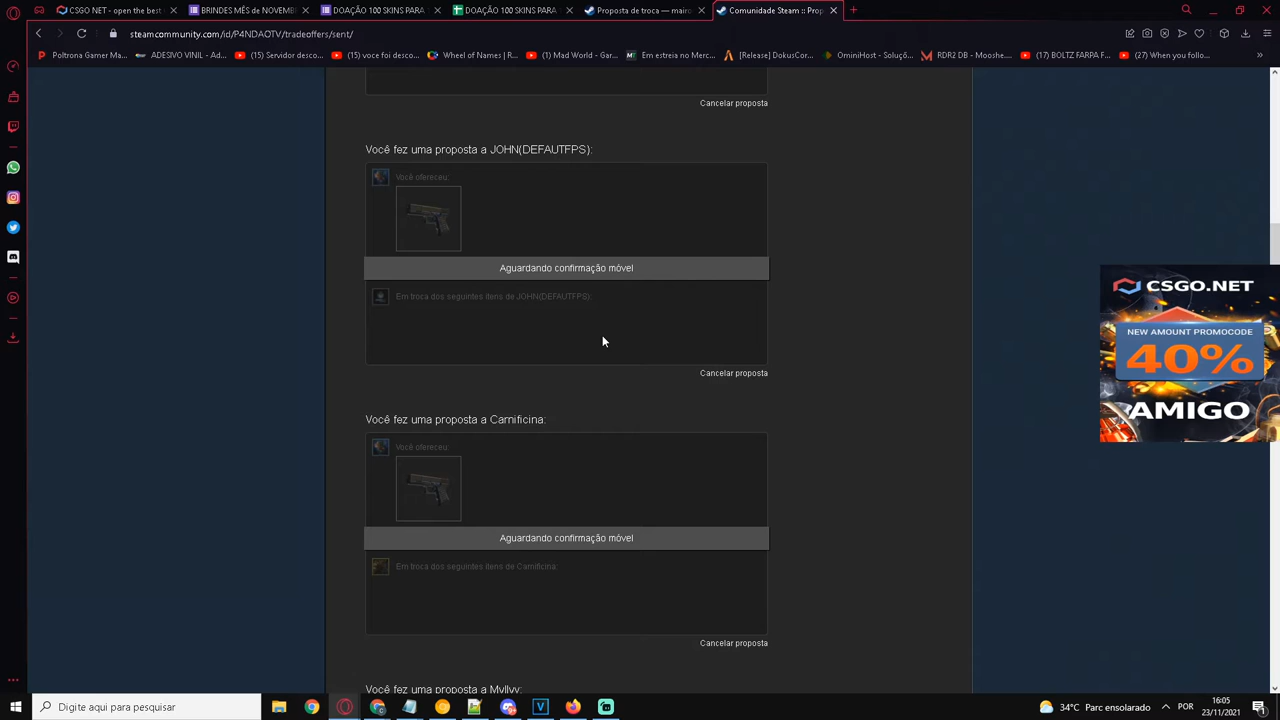 CSGO NET - open the best
BRINDES MÊS de NOVEMB
DOAÇÃO 100 SKINS PARA
DOAÇÃO 100 SKINS PARA
Proposta de troca — mairo
Comunidade Steam :: Prop
steamcommunity.com/id/P4NDAOTV/tradeoffers/sent/
Poltrona Gamer Ma...
ADESIVO VINIL - Ad...
(15) Servidor desco...
(15) voce foi desco...
Wheel of Names | R...
(1) Mad World - Gar...
Em estreia no Merc...
[Release] DokusCor...
OminiHost - Soluçõ...
RDR2 DB - Mooshe...
(17) BOLTZ FARPA F...
(27) When you follo...
Cancelar proposta
Você fez uma proposta a JOHN(DEFAUTFPS):
Você ofereceu:
Aguardando confirmação móvel
Em troca dos seguintes itens de JOHN(DEFAUTFPS):
Cancelar proposta
Você fez uma proposta a Carnificina:
Você ofereceu:
Aguardando confirmação móvel
Em troca dos seguintes itens de Carnificina:
Cancelar proposta
Você fez uma proposta a Mvllvv:
CSGO.NET
NEW AMOUNT PROMOCODE
40%
AMIGO
Digite aqui para pesquisar
34°C Parc ensolarado
POR
16:05
23/11/2021